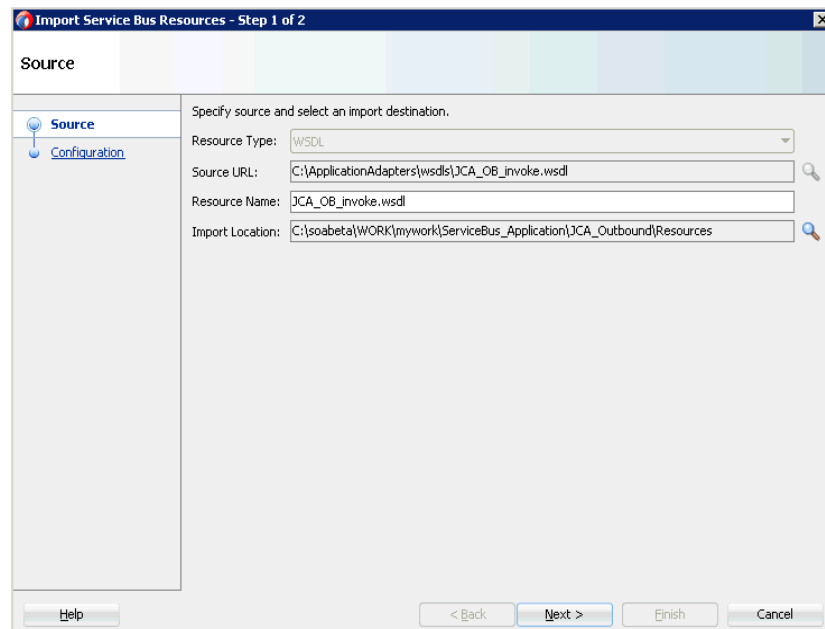 Import Service Bus Resources - Step 1 of 2
Source
Source
Configuration
Specify source and select an import destination.
Resource Type: WSDL
Source URL: C:\ApplicationAdapters\wsdls\JCA_OB_invoke.wsdl
Resource Name: JCA_OB_invoke.wsdl
Import Location: C:\soabeta\WORK\mywork\ServiceBus_Application\JCA_Outbound\Resources
Help < Back Next > Finish Cancel